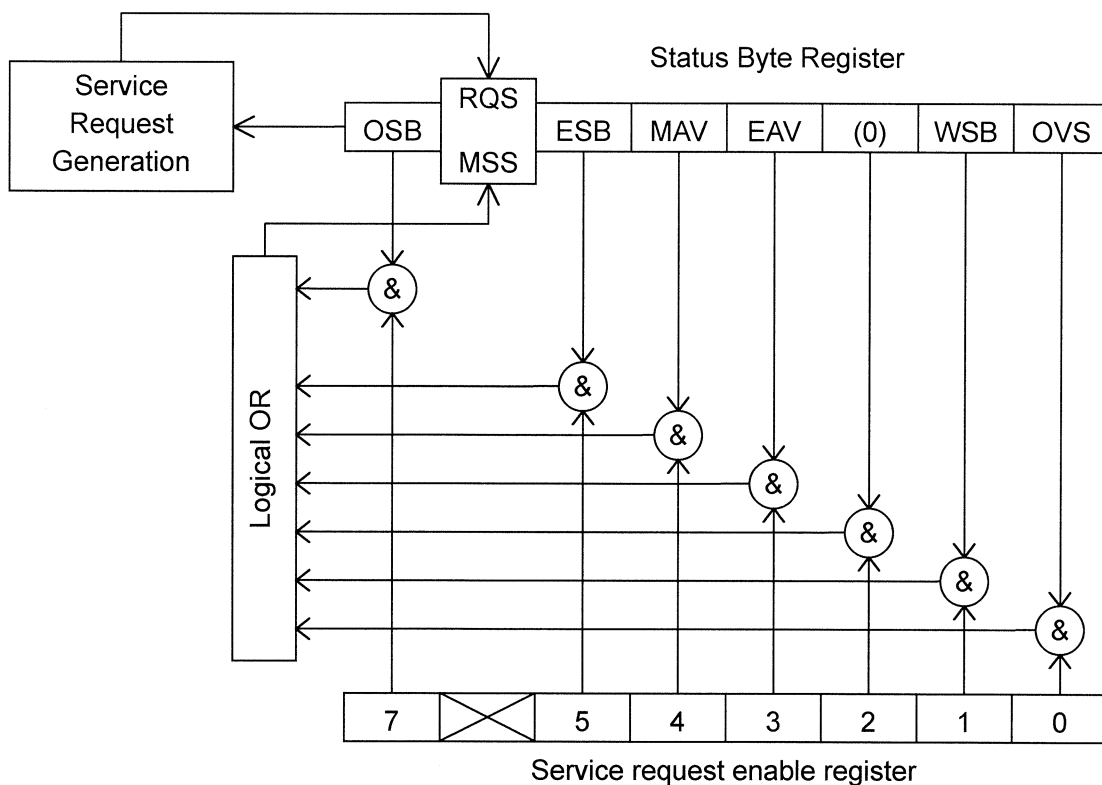 Status Byte Register
Service
Request
Generation
RQS
OSB
ESB
MAV
EAV
(0)
WSB
OVS
MSS
&
&
&
&
&
&
&
Logical OR
7
5
4
3
2
1
0
Service request enable register